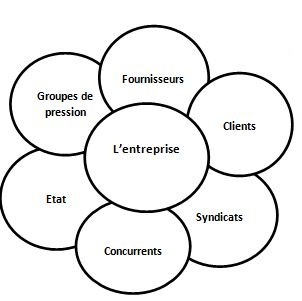 Fournisseurs
Groupes de
pression
Clients
L'entreprise
Etat
Syndicats
Concurrents